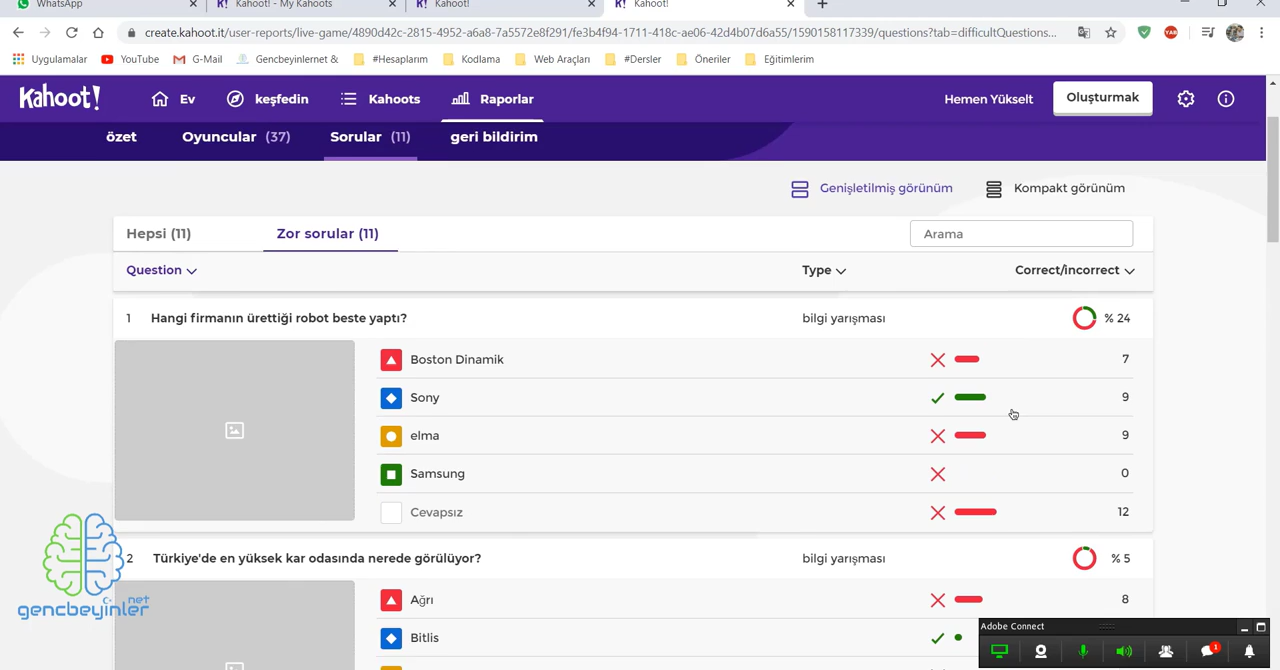 WhatsApp
Kahoot! - My Kahoots
Kahoot!
Kahoot!
create.kahoot.it/user-reports/live-game/4890d42c-2815-4952-a6a8-7a5572e8f291/fe3b4f94-1711-418c-ae06-42d4b07d6a55/1590158117339/questions?tab=difficultQuestions...
Uygulamalar YouTube G-Mail Gencbeyinlernet & #Hesaplarım Kodlama Web Araçları #Dersler Öneriler Eğitimlerim
Kahoot! Ev keşfedin Kahoots Raporlar Hemen Yükselt Oluşturmak
özet Oyuncular (37) Sorular (11) geri bildirim
Genişletilmiş görünüm Kompakt görünüm
Hepsi (11) Zor sorular (11) Arama
Question Type Correct/incorrect
1 Hangi firmanın ürettiği robot beste yaptı? bilgi yarışması % 24
Boston Dinamik 7
Sony 9
elma 9
Samsung 0
Cevapsız 12
2 Türkiye'de en yüksek kar odasında nerede görülüyor? bilgi yarışması % 5
Ağrı 8
Bitlis
gencbeyinler.net
Adobe Connect
1